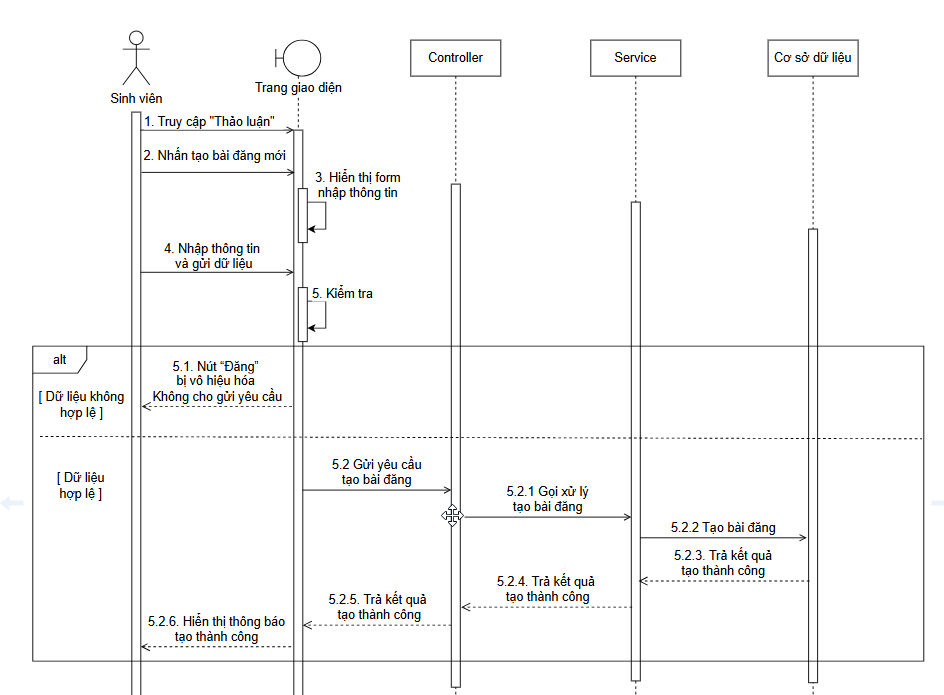 Sinh viên
Trang giao diện
Controller
Service
Cơ sở dữ liệu
1. Truy cập "Thảo luận"
2. Nhấn tạo bài đăng mới
3. Hiển thị form
nhập thông tin
4. Nhập thông tin
và gửi dữ liệu
5. Kiểm tra
alt
[ Dữ liệu không
hợp lệ ]
5.1. Nút “Đăng”
bị vô hiệu hóa
Không cho gửi yêu cầu
[ Dữ liệu
hợp lệ ]
5.2 Gửi yêu cầu
tạo bài đăng
5.2.1 Gọi xử lý
tạo bài đăng
5.2.2 Tạo bài đăng
5.2.3. Trả kết quả
tạo thành công
5.2.4. Trả kết quả
tạo thành công
5.2.5. Trả kết quả
tạo thành công
5.2.6. Hiển thị thông báo
tạo thành công